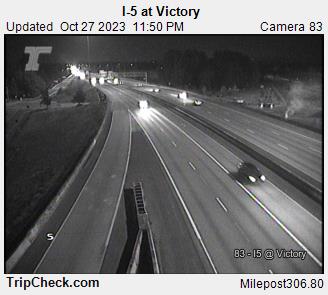 I-5 at Victory
Updated Oct 27 2023 11:50 PM Camera 83
T
S
83 - I5 @ Victory
TripCheck.com Milepost306.80